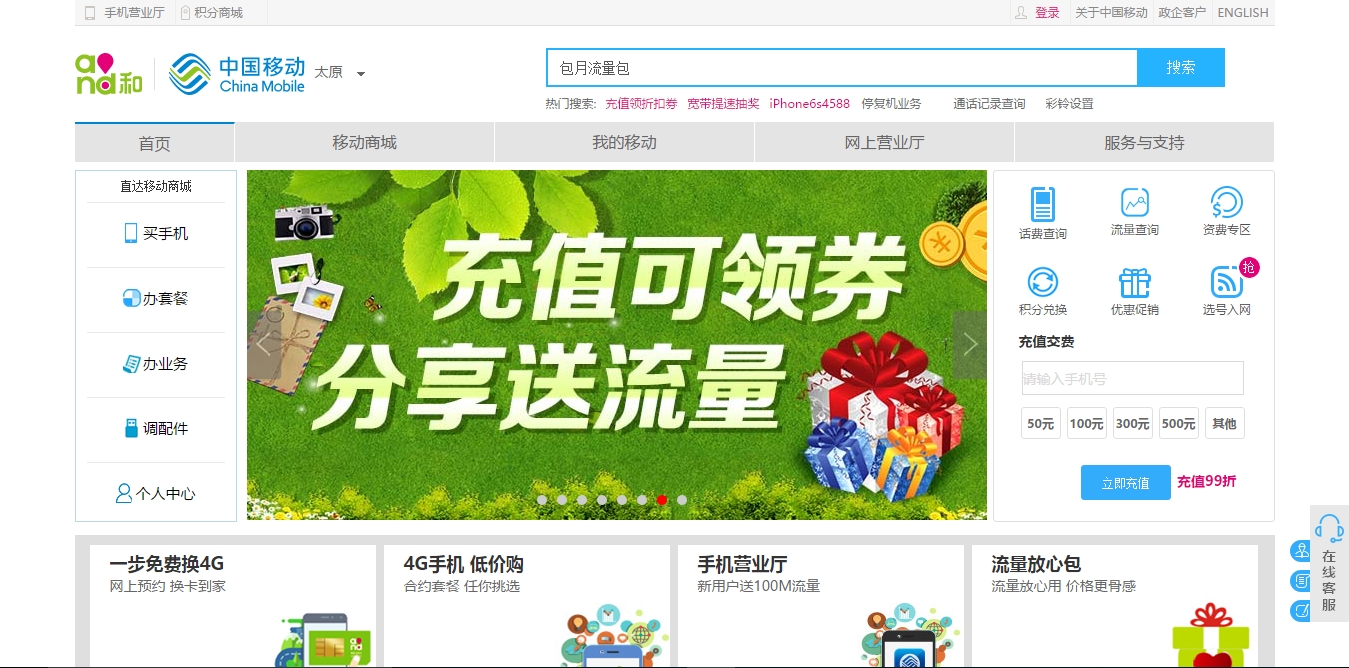 手机营业厅 积分商城 登录 关于中国移动 政企客户 ENGLISH
and和 中国移动 China Mobile 太原
包月流量包 搜索
热门搜索: 充值领折扣券 宽带提速抽奖 iPhone6s4588 停复机业务 通话记录查询 彩铃设置
首页 移动商城 我的移动 网上营业厅 服务与支持
直达移动商城
买手机
办套餐
办业务
调配件
个人中心
充值可领券
分享送流量
话费查询 流量查询 资费专区
抢
积分兑换 优惠促销 选号入网
充值交费
请输入手机号
50元 100元 300元 500元 其他
立即充值 充值99折
在线客服
一步免费换4G
网上预约 换卡到家
4G手机 低价购
合约套餐 任你挑选
手机营业厅
新用户送100M流量
流量放心包
流量放心用 价格更骨感